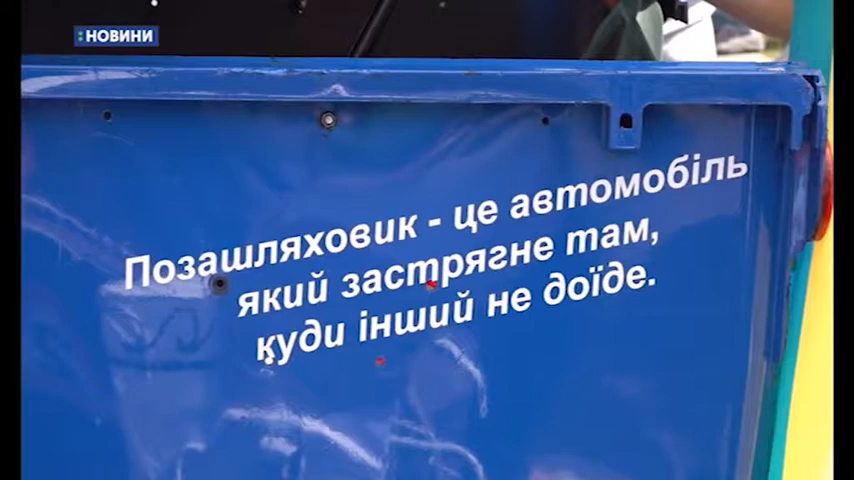 :НОВИНИ
Позашляховик - це автомобіль
який застрягне там,
куди інший не доїде.